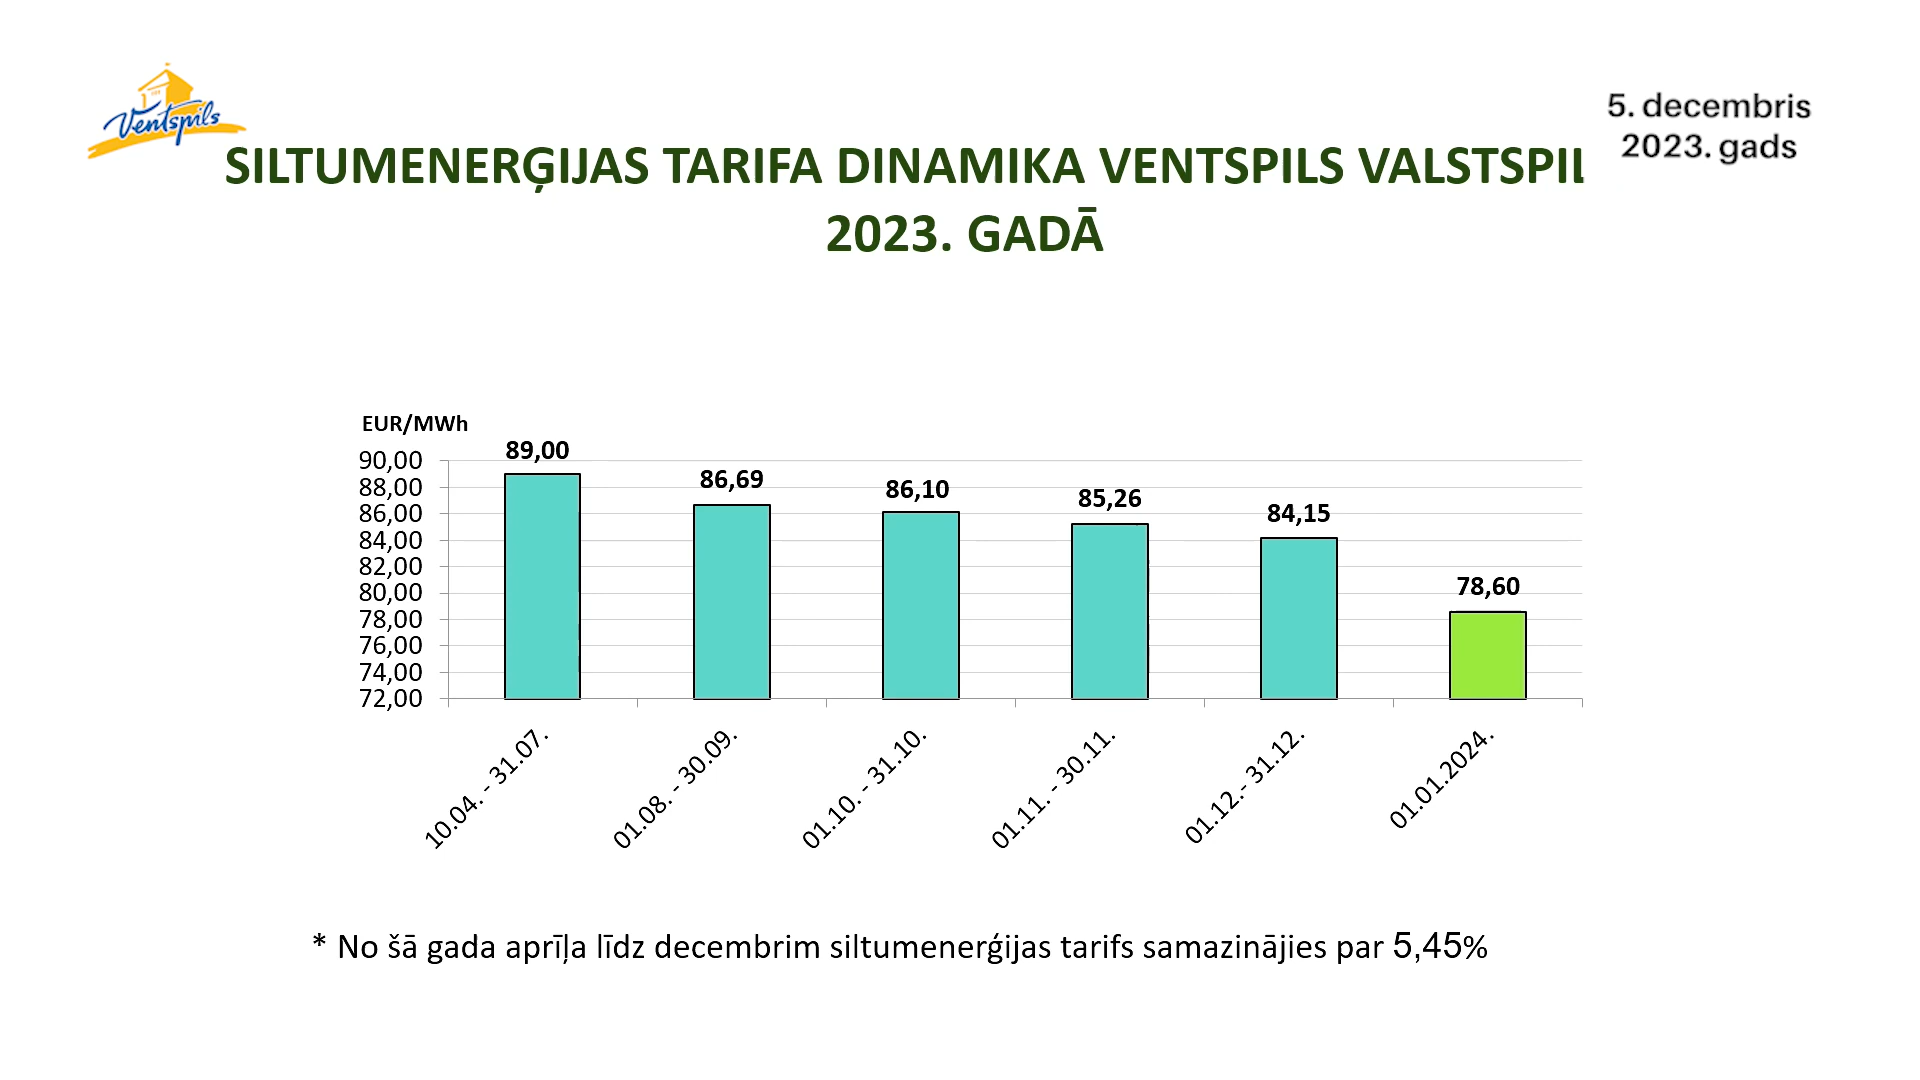 Ventspils
5. decembris
2023. gads
SILTUMENERĢIJAS TARIFA DINAMIKA VENTSPILS VALSTSPIL
2023. GADĀ
EUR/MWh
90,00
88,00
86,00
84,00
82,00
80,00
78,00
76,00
74,00
72,00
89,00
86,69
86,10
85,26
84,15
78,60
10.04. - 31.07.
01.08. - 30.09.
01.10. - 31.10.
01.11. - 30.11.
01.12.- 31.12.
01.01.2024.
* No šā gada aprīļa līdz decembrim siltumenerģijas tarifs samazinājies par 5,45%